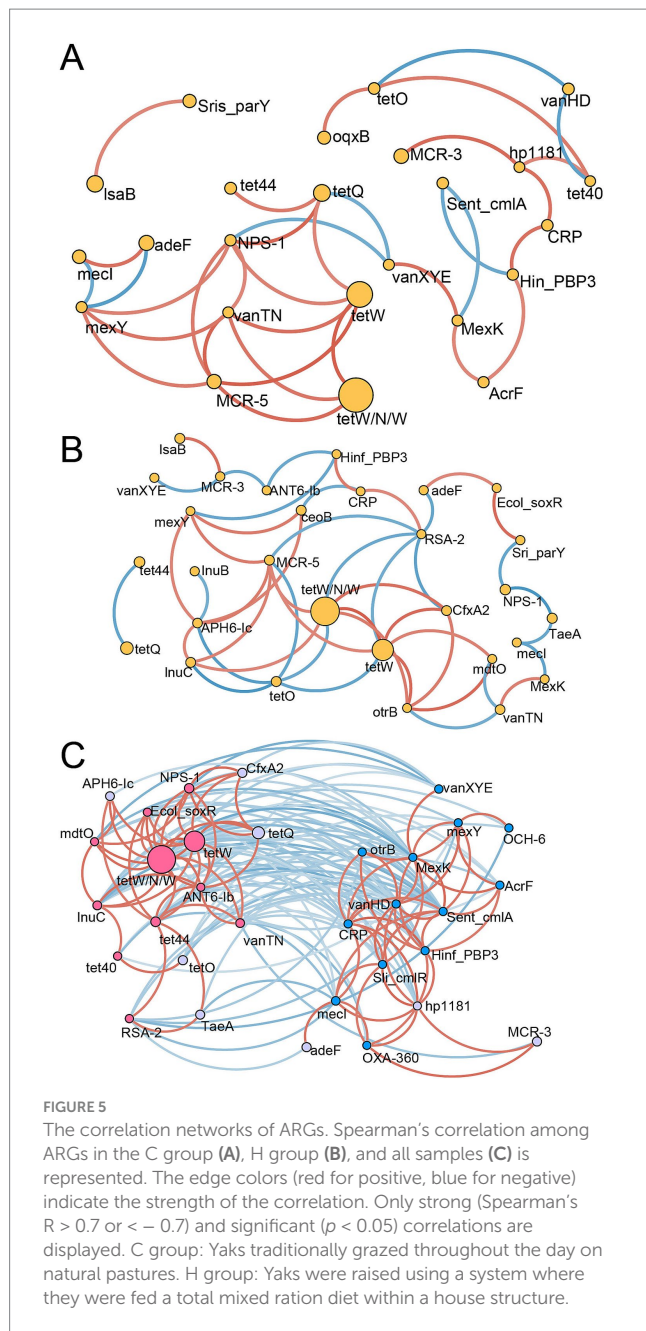 A
Sris_parY
lsaB
tetO
vanHD
oqxB
MCR-3
hp1181
tet40
tet44
tetQ
Sent_cmlA
CRP
mecI
adeF
NPS-1
vanXYE
Hin_PBP3
mexY
vanTN
tetW
MexK
MCR-5
AcrF
tetW/N/W
B
lsaB
Hinf_PBP3
vanXYE
MCR-3
ANT6-Ib
CRP
adeF
Ecol_soxR
mexY
ceoB
RSA-2
Sri_parY
tet44
lnuB
MCR-5
tetW/N/W
NPS-1
tetQ
APH6-Ic
CfxA2
TaeA
lnuC
tetW
mdtO
mecI
MexK
tetO
otrB
vanTN
C
NPS-1
CfxA2
APH6-Ic
vanXYE
Ecol_soxR
mdtO
tetW
tetQ
mexY
OCH-6
tetW/N/W
otrB
MexK
ANT6-Ib
AcrF
lnuC
vanHD
Sent_cmlA
tet44
vanTN
CRP
Hinf_PBP3
tet40
tetO
Sli_cmlR
RSA-2
TaeA
mecI
hp1181
adeF
OXA-360
MCR-3
FIGURE 5
The correlation networks of ARGs. Spearman's correlation among
ARGs in the C group (A), H group (B), and all samples (C) is
represented. The edge colors (red for positive, blue for negative)
indicate the strength of the correlation. Only strong (Spearman's
R > 0.7 or < − 0.7) and significant (p < 0.05) correlations are
displayed. C group: Yaks traditionally grazed throughout the day on
natural pastures. H group: Yaks were raised using a system where
they were fed a total mixed ration diet within a house structure.